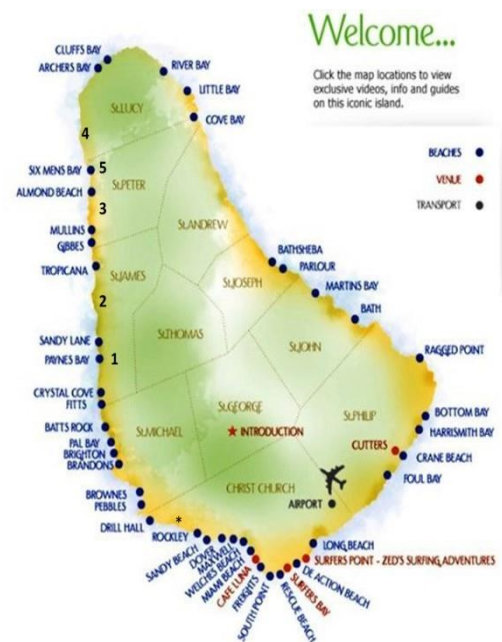 Welcome...
Click the map locations to view
exclusive videos, info and guides
on this iconic island.
BEACHES
VENUE
TRANSPORT
CLUFFS BAY
ARCHERS BAY
RIVER BAY
LITTLE BAY
COVE BAY
St.LUCY
4
5
SIX MENS BAY
St.PETER
ALMOND BEACH
3
MULLINS
GIBBES
St.ANDREW
BATHSHEBA
PARLOUR
TROPICANA
St.JAMES
St.JOSEPH
MARTINS BAY
2
BATH
St.THOMAS
St.JOHN
SANDY LANE
PAYNES BAY
1
RAGGED POINT
CRYSTAL COVE
FITTS
St.GEORGE
St.PHILIP
BOTTOM BAY
BATTS ROCK
St.MICHAEL
INTRODUCTION
HARRISMITH BAY
PAL BAY
BRIGHTON
BRANDONS
CUTTERS
CRANE BEACH
FOUL BAY
CHRIST CHURCH
BROWNES
PEBBLES
AIRPORT
DRILL HALL
*
ROCKLEY
SANDY BEACH
DOVER
MAXWELL
WELCHES BEACH
MIAMI BEACH
CAFE LUNA
FREIGHTS
SOUTH POINT
RESCUE BEACH
SURFERS BAY
DE ACTION BEACH
SURFERS POINT - ZED'S SURFING ADVENTURES
LONG BEACH